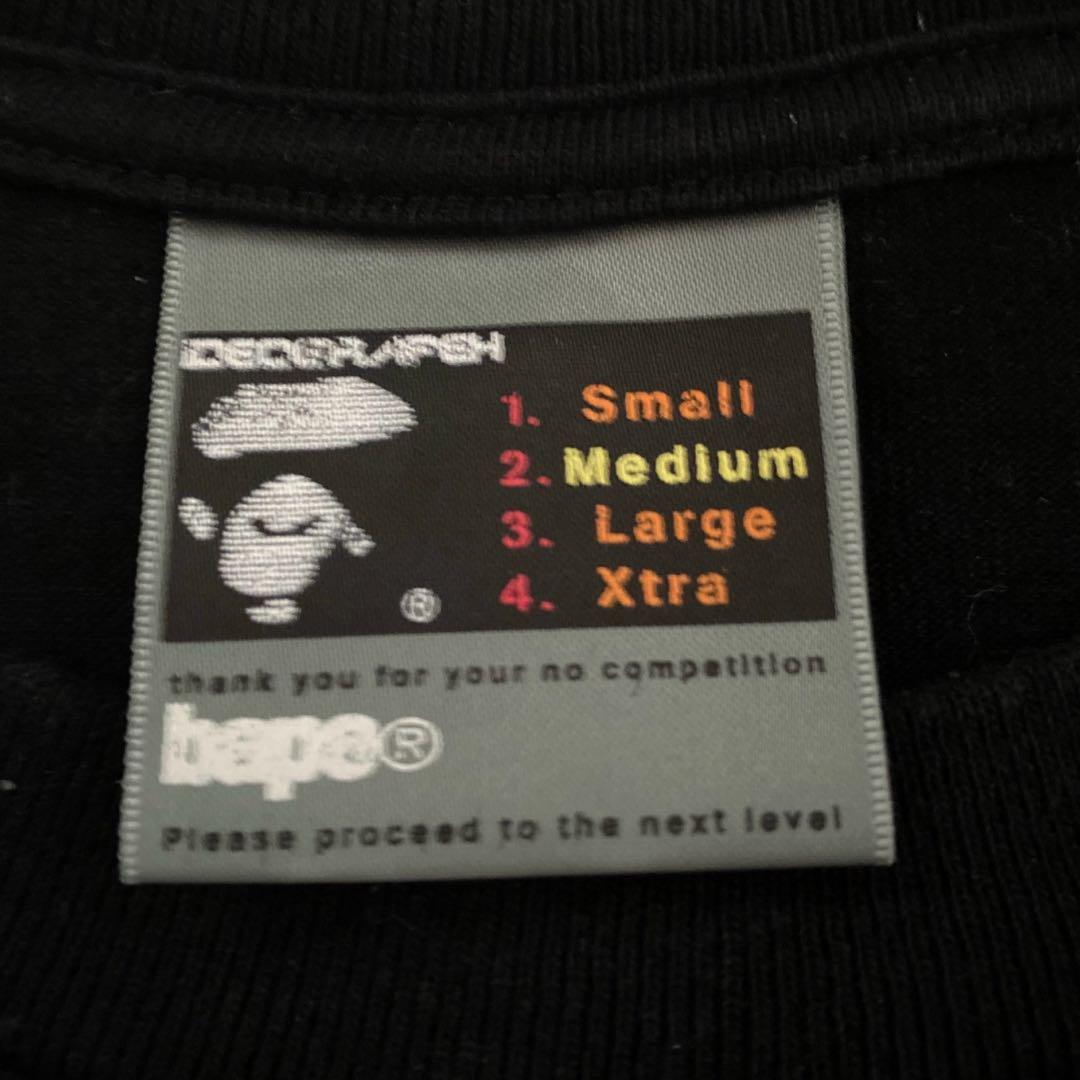 IDEOGRAPSH
1. Small
2. Medium
3. Large
4. Xtra
®
thank you for your no competition
bape®
Please proceed to the next level